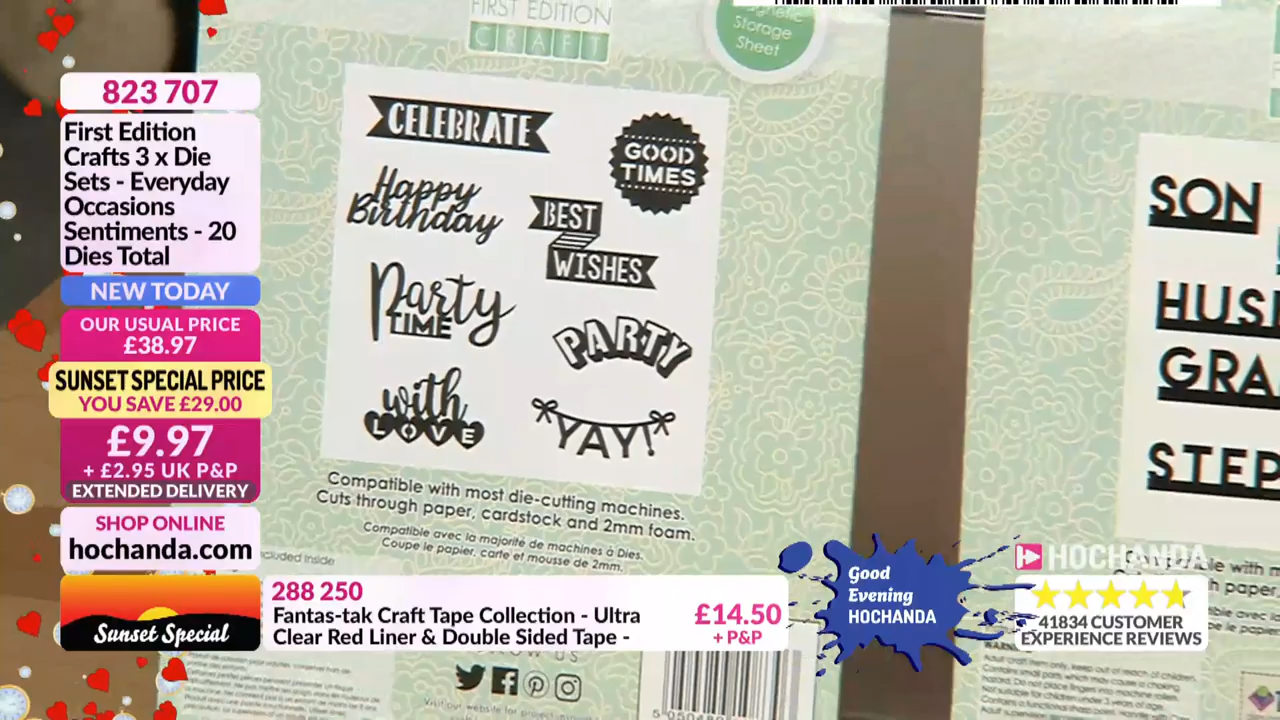 FIRST EDITION
CRAFT
Storage
Sheet
823 707
First Edition
Crafts 3 x Die
Sets - Everyday
Occasions
Sentiments - 20
Dies Total
NEW TODAY
OUR USUAL PRICE
£38.97
SUNSET SPECIAL PRICE
YOU SAVE £29.00
£9.97
+ £2.95 UK P&P
EXTENDED DELIVERY
SHOP ONLINE
hochanda.com
Sunset Special
CELEBRATE
GOOD
TIMES
Happy
Birthday
BEST
WISHES
Party
TIME
PARTY
with
LOVE
YAY!
Compatible with most die-cutting machines.
Cuts through paper, cardstock and 2mm foam.
Compatible avec la majorité de machines à Dies.
Coupe le papier, carte et mousse de 2mm.
Included Inside
SON
HUS
GRA
STEP
288 250
Fantas-tak Craft Tape Collection - Ultra
Clear Red Liner & Double Sided Tape -
£14.50
+ P&P
Good
Evening
HOCHANDA
HOCHANDA
41834 CUSTOMER
EXPERIENCE REVIEWS